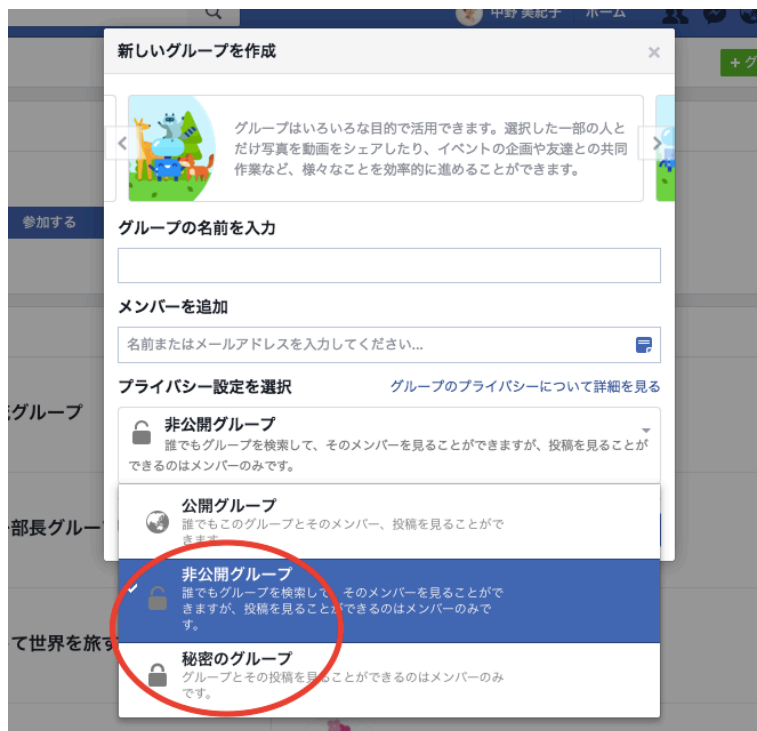 中野 美紀子 ホーム
新しいグループを作成
+ グ
グループはいろいろな目的で活用できます。選択した一部の人と
だけ写真を動画をシェアしたり、イベントの企画や友達との共同
作業など、様々なことを効率的に進めることができます。
参加する
グループの名前を入力
メンバーを追加
名前またはメールアドレスを入力してください...
プライバシー設定を選択 グループのプライバシーについて詳細を見る
グループ
非公開グループ
誰でもグループを検索して、そのメンバーを見ることができますが、投稿を見ることが
できるのはメンバーのみです。
公開グループ
誰でもこのグループとそのメンバー、投稿を見ることがで
きます。
部長グルー
非公開グループ
誰でもグループを検索して、そのメンバーを見ることがで
きますが、投稿を見ることができるのはメンバーのみで
す。
て世界を旅す
秘密のグループ
グループとその投稿を見ることができるのはメンバーのみ
です。